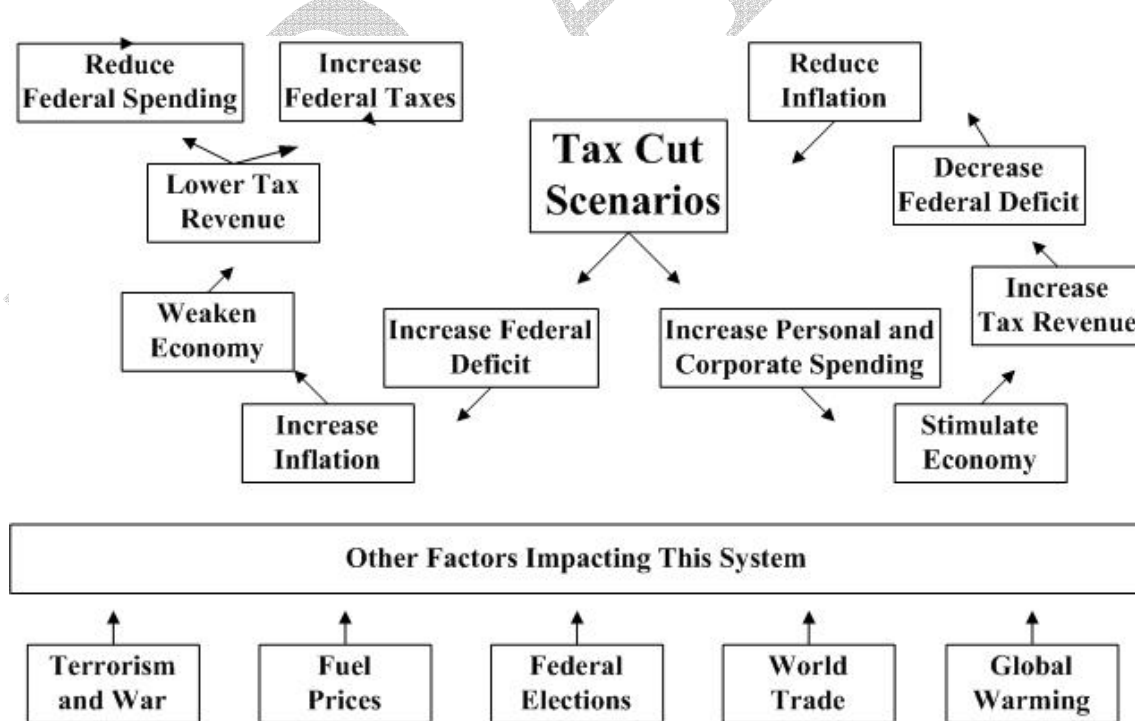 Reduce
Federal Spending
Increase
Federal Taxes
Reduce
Inflation
Tax Cut
Scenarios
Decrease
Federal Deficit
Lower Tax
Revenue
Increase
Tax Revenue
Weaken
Economy
Increase Federal
Deficit
Increase Personal and
Corporate Spending
Increase
Inflation
Stimulate
Economy
Other Factors Impacting This System
Terrorism
and War
Fuel
Prices
Federal
Elections
World
Trade
Global
Warming